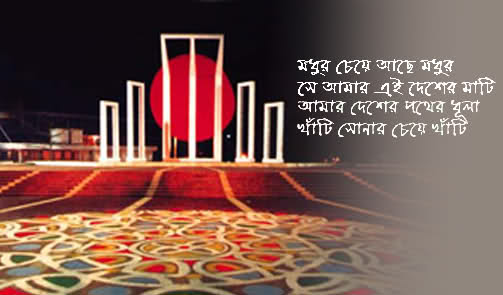 মধুর চেয়ে আছে মধুর
সে আমার এই দেশের মাটি
আমার দেশের পথের ধূলা
খাঁটি সোনার চেয়ে খাঁটি